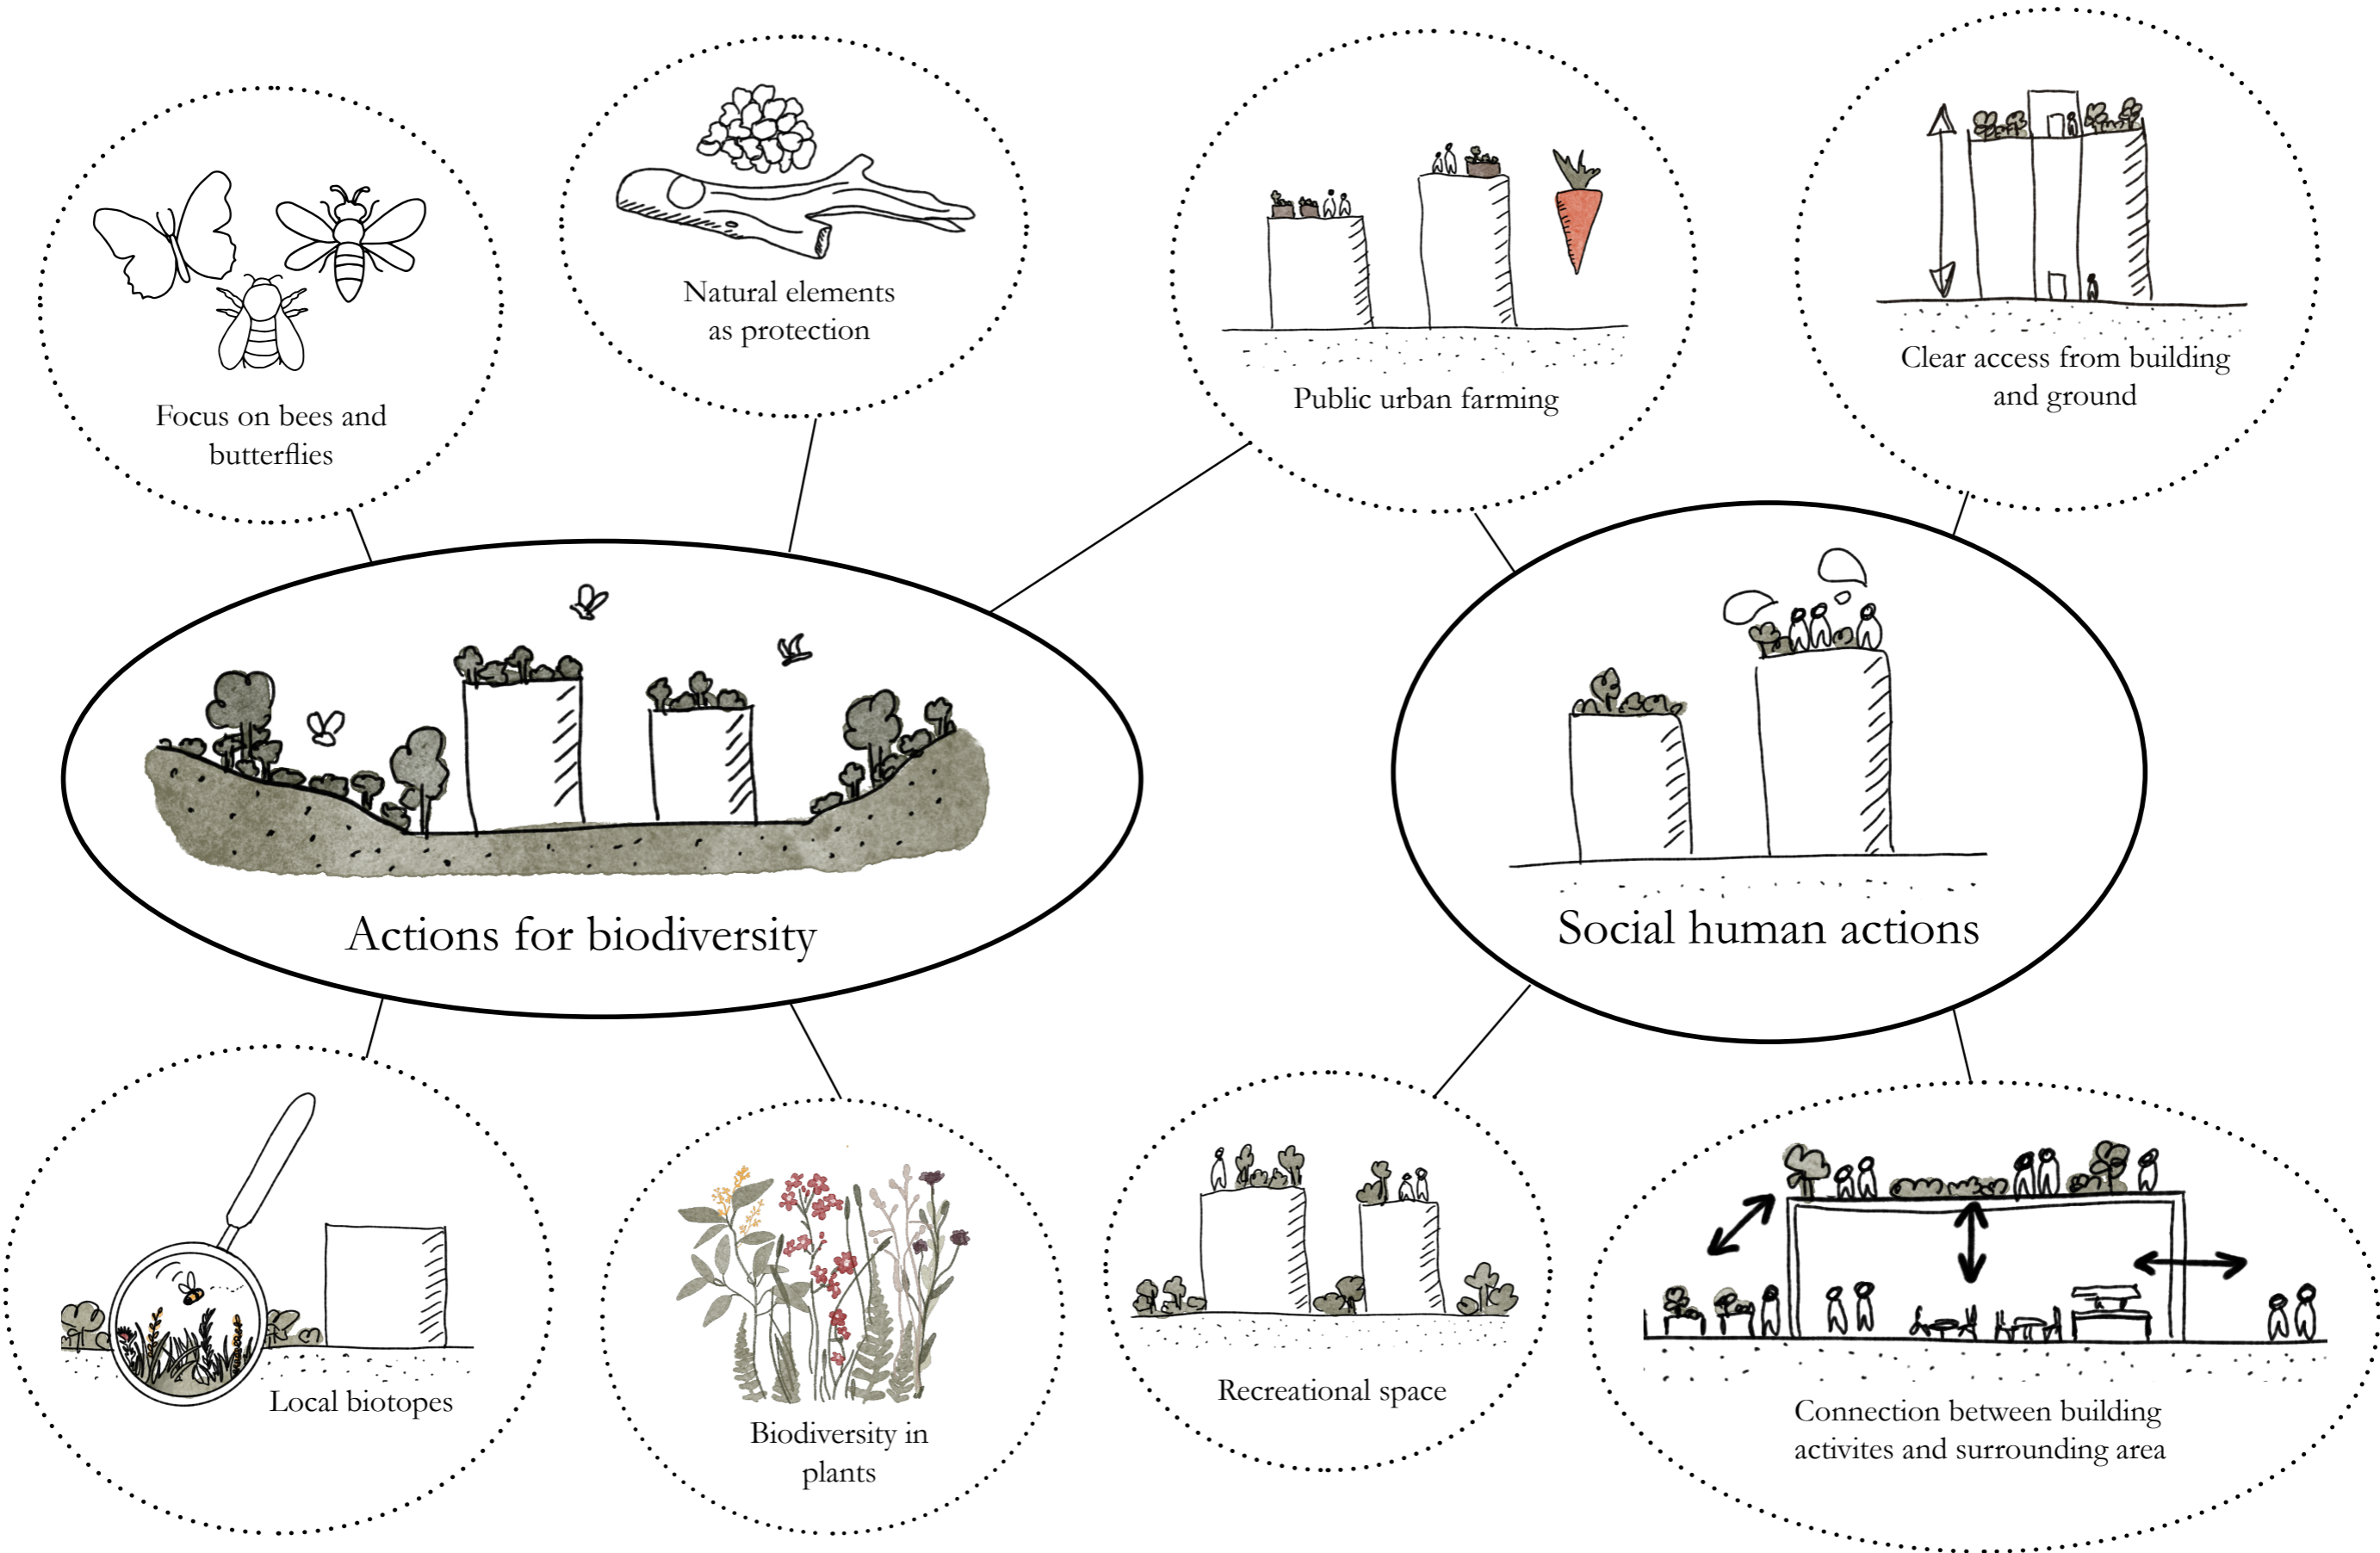 Focus on bees and
butterflies
Natural elements
as protection
Public urban farming
Clear access from building
and ground
Actions for biodiversity
Social human actions
Local biotopes
Biodiversity in
plants
Recreational space
Connection between building
activites and surrounding area